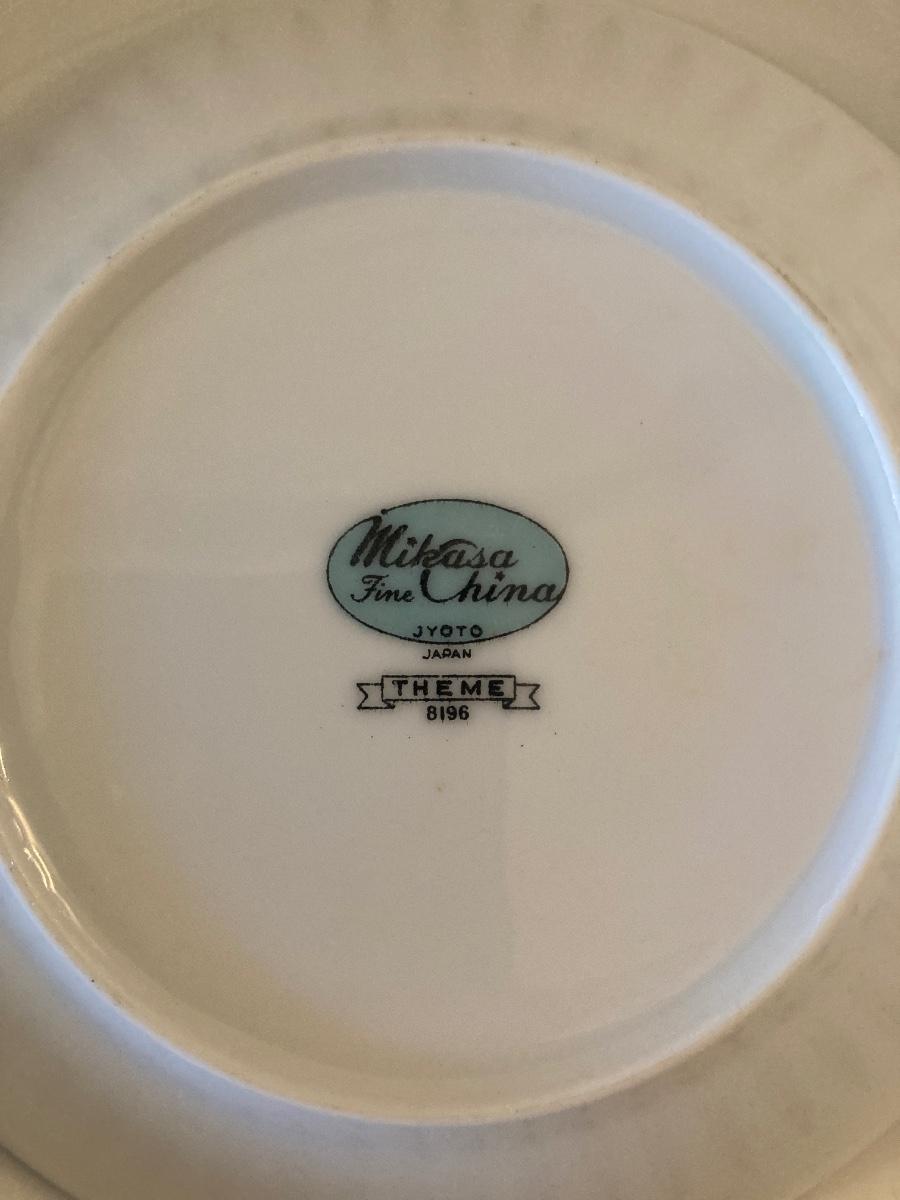 Mikasa
Fine China
JYOTO
JAPAN
THEME
8196